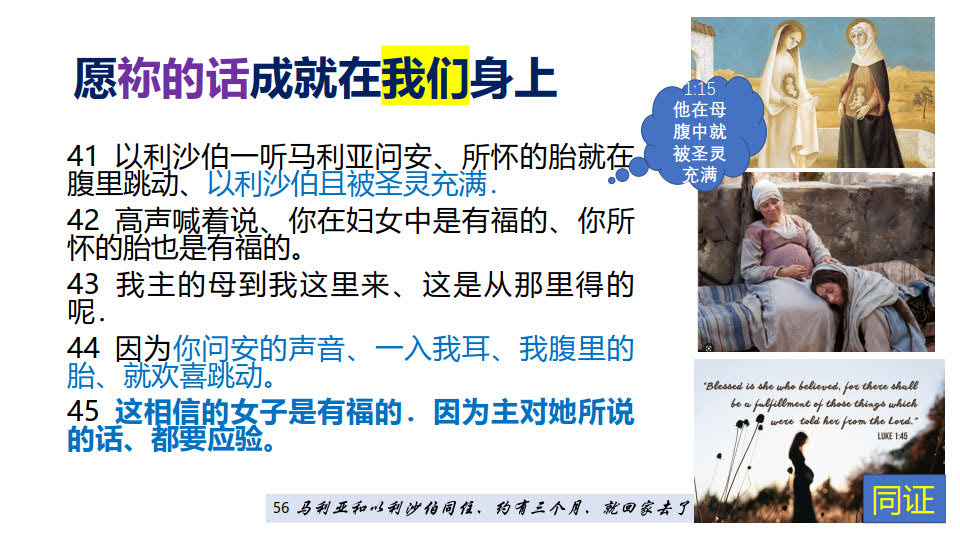 愿祢的话成就在我们身上
41 以利沙伯一听马利亚问安、所怀的胎就在
腹里跳动、以利沙伯且被圣灵充满．
42 高声喊着说、你在妇女中是有福的、你所
怀的胎也是有福的。
43 我主的母到我这里来、这是从那里得的
呢．
44 因为你问安的声音、一入我耳、我腹里的
胎、就欢喜跳动。
45 这相信的女子是有福的．因为主对她所说
的话、都要应验。
56 马利亚和以利沙伯同住、约有三个月、就回家去了
1:15
他在母
腹中就
被圣灵
充满
"Blessed is she who believed, for there shall
be a fulfillment of those things which
were told her from the Lord."
LUKE 1:45
同证